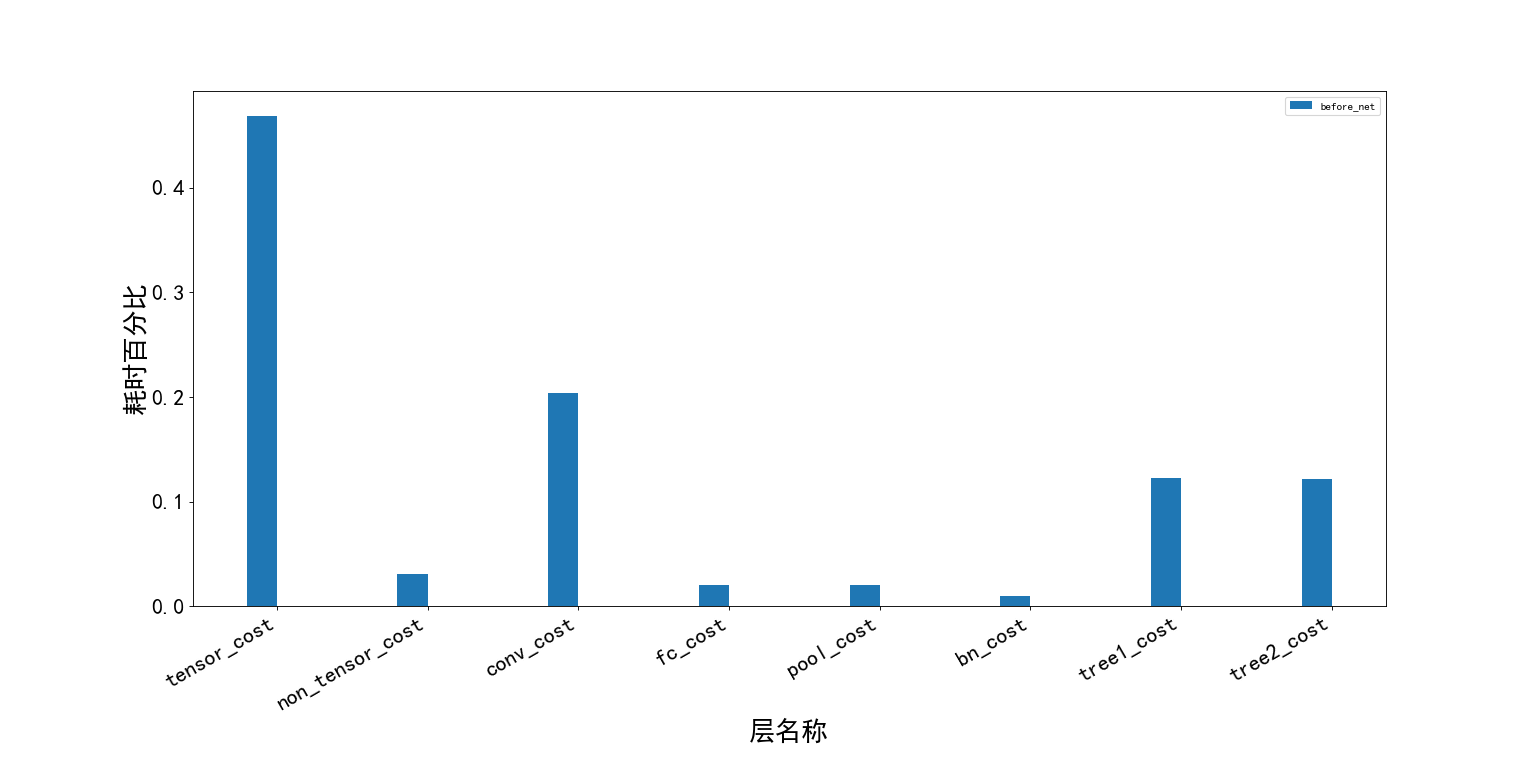 before_net
0.4
0.3
0.2
0.1
0.0
耗时百分比
tensor_cost
non_tensor_cost
conv_cost
fc_cost
pool_cost
bn_cost
tree1_cost
tree2_cost
层名称